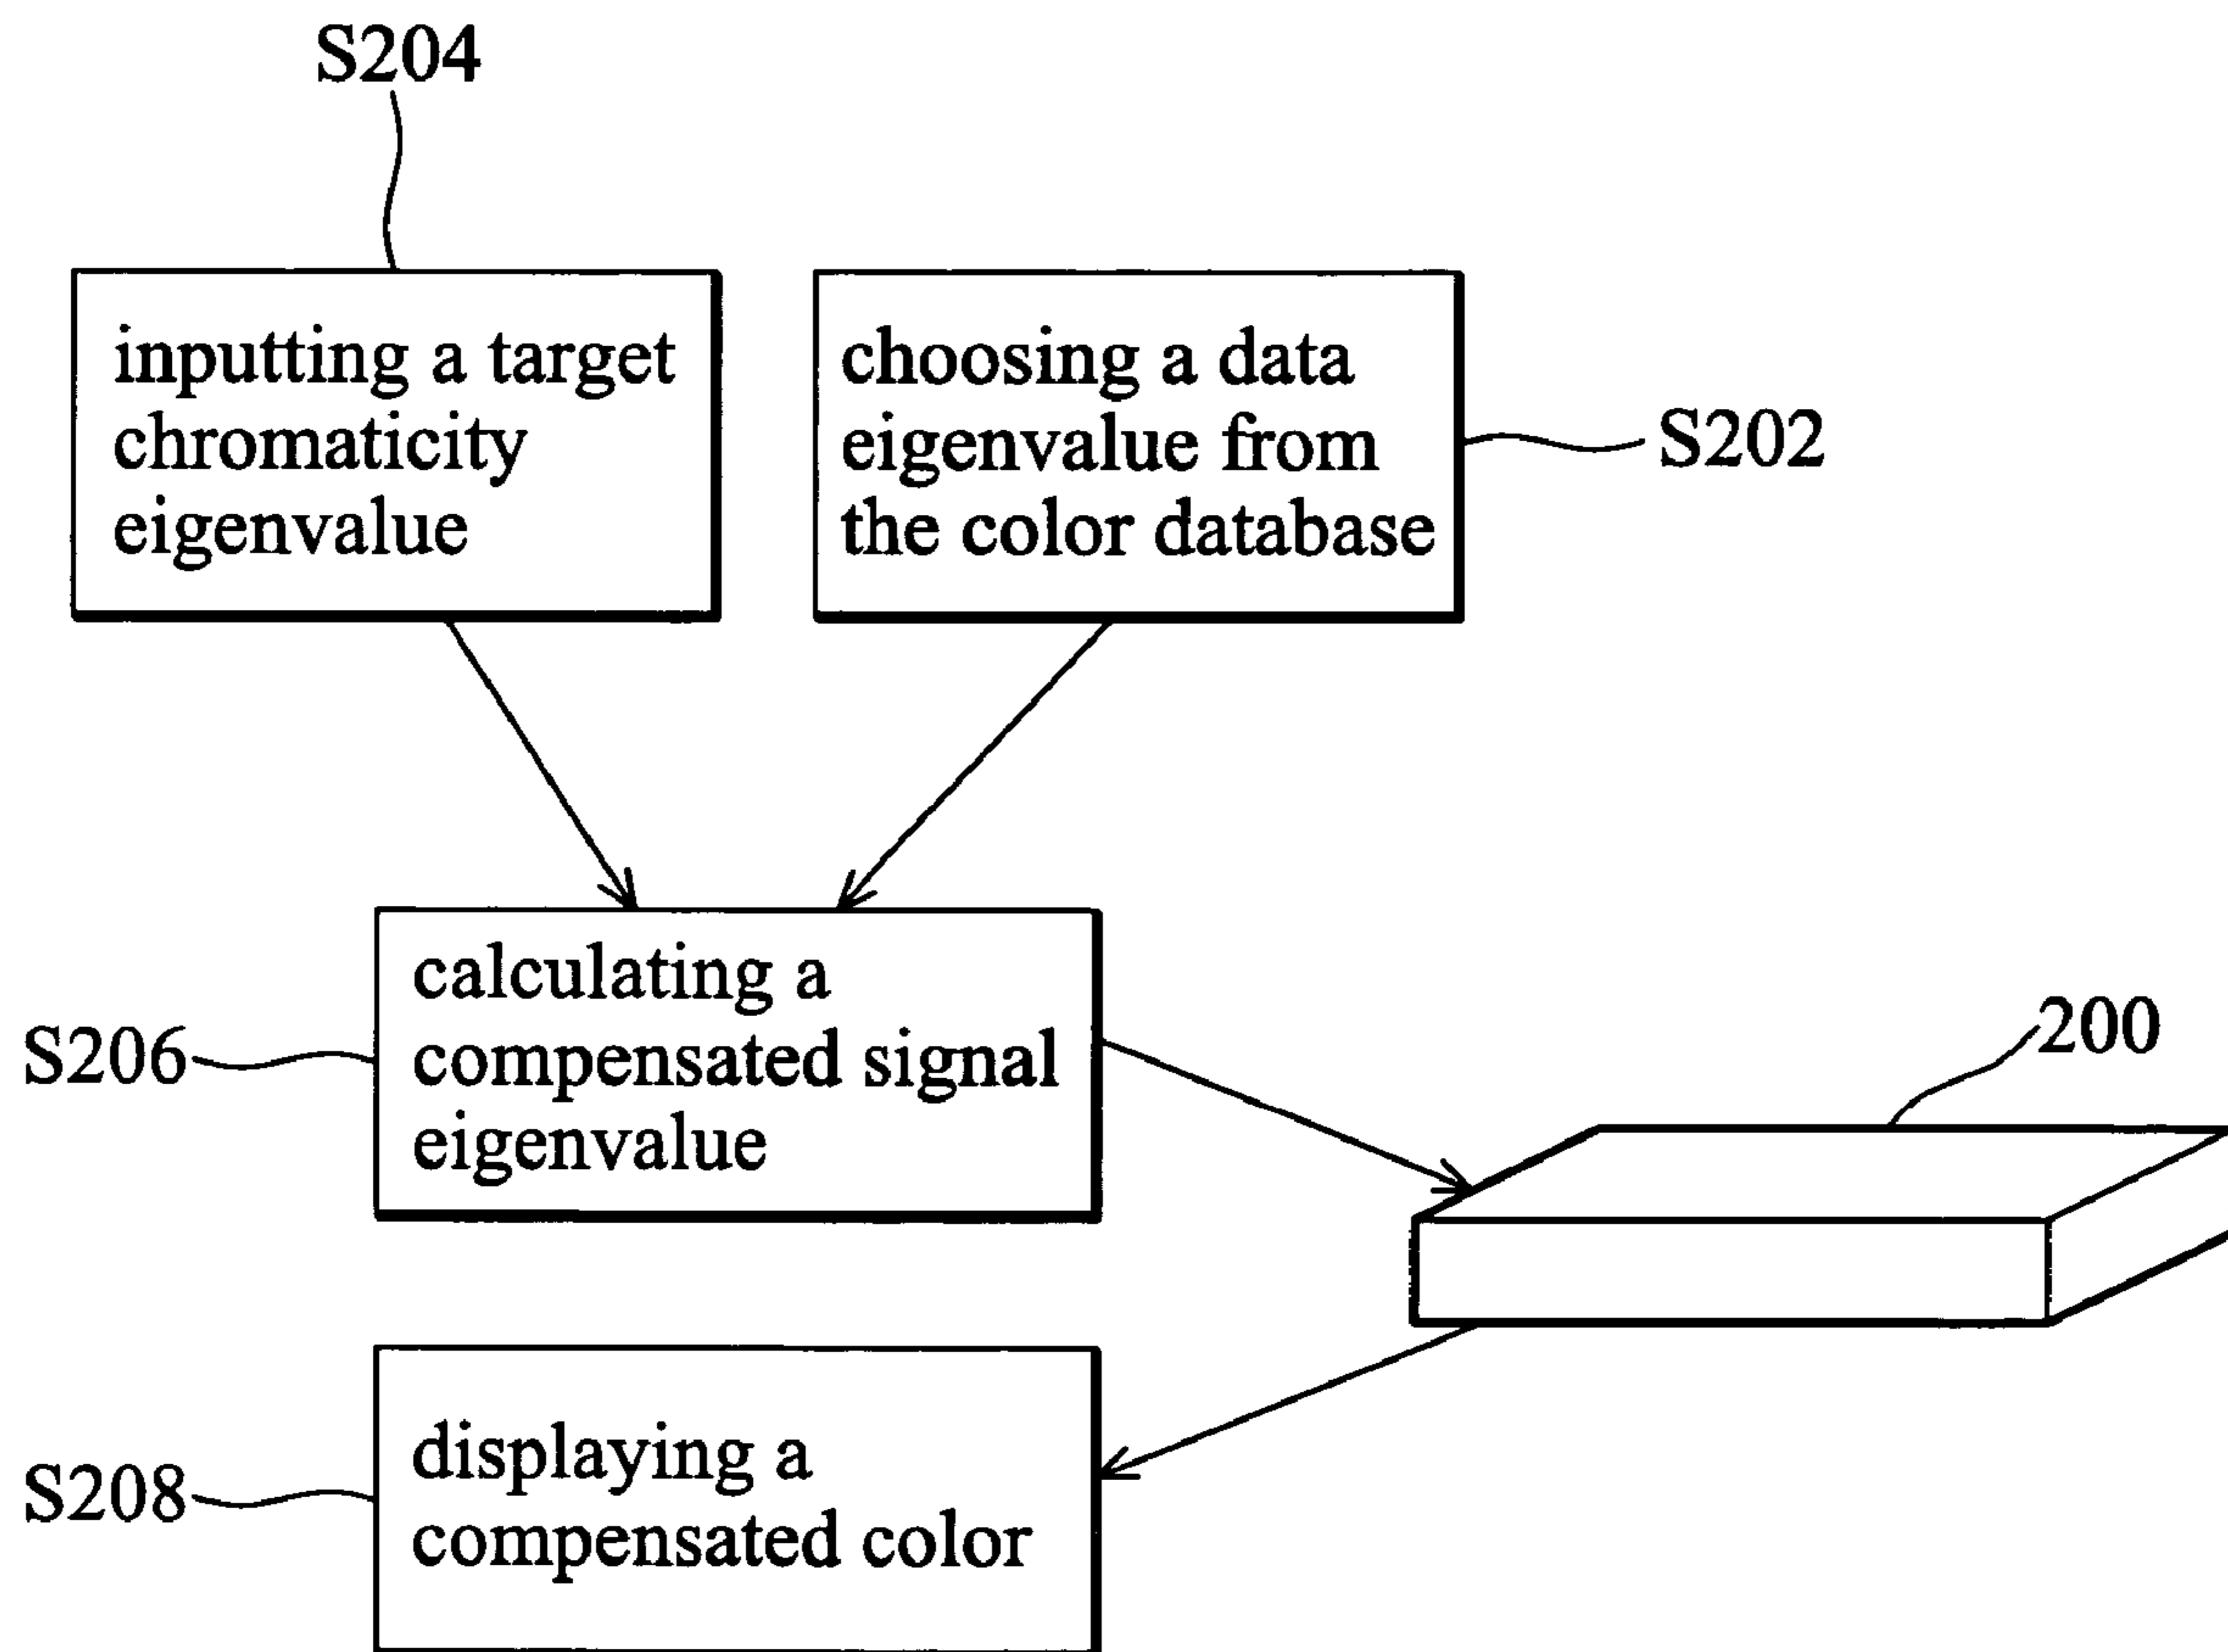 S204
inputting a target
chromaticity
eigenvalue
choosing a data
eigenvalue from
the color database
S202
calculating a
compensated signal
eigenvalue
S206
200
displaying a
compensated color
S208